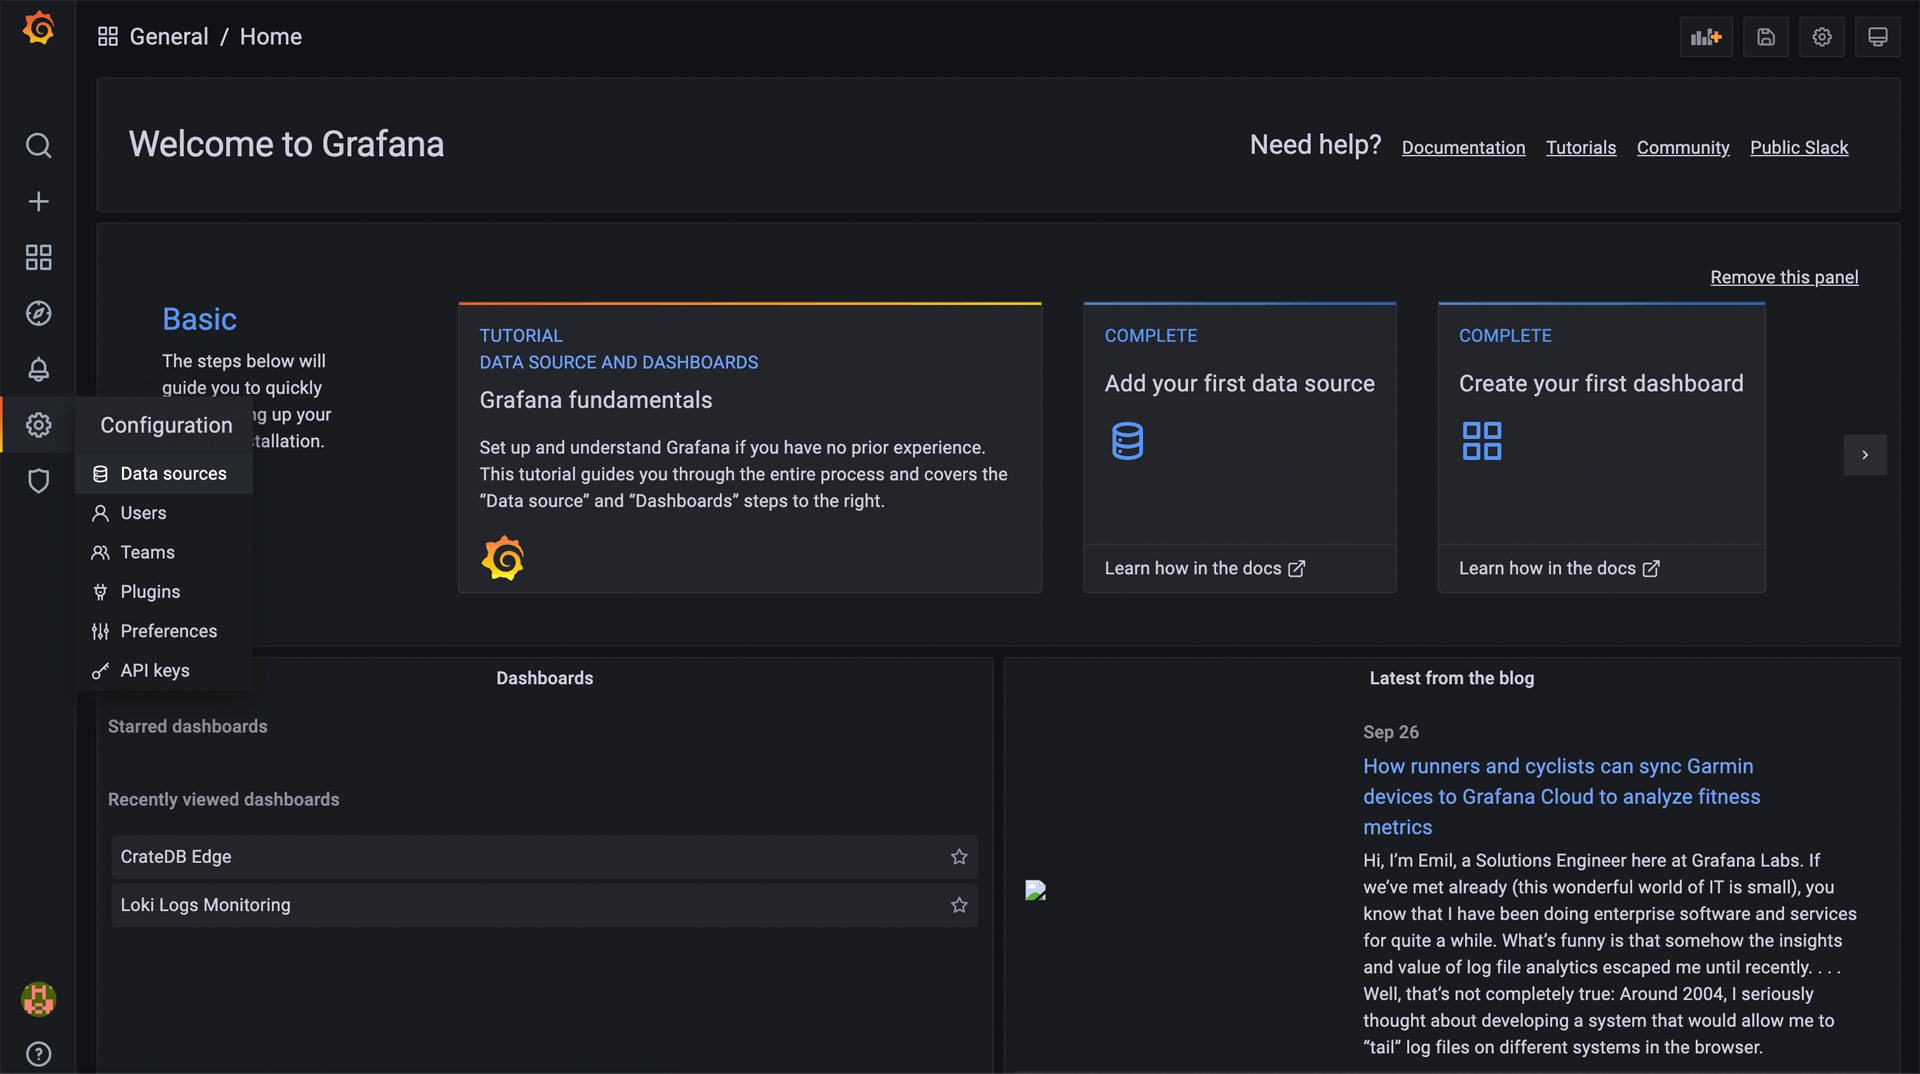 General / Home
Welcome to Grafana
Need help? Documentation Tutorials Community Public Slack
Remove this panel
Basic
The steps below will
guide you to quickly
ng up your
tallation.
TUTORIAL
DATA SOURCE AND DASHBOARDS
Grafana fundamentals
Set up and understand Grafana if you have no prior experience.
This tutorial guides you through the entire process and covers the
“Data source” and “Dashboards” steps to the right.
COMPLETE
Add your first data source
Learn how in the docs
COMPLETE
Create your first dashboard
Learn how in the docs
Configuration
Data sources
Users
Teams
Plugins
Preferences
API keys
Dashboards
Starred dashboards
Recently viewed dashboards
CrateDB Edge
Loki Logs Monitoring
Latest from the blog
Sep 26
How runners and cyclists can sync Garmin
devices to Grafana Cloud to analyze fitness
metrics
Hi, I’m Emil, a Solutions Engineer here at Grafana Labs. If
we’ve met already (this wonderful world of IT is small), you
know that I have been doing enterprise software and services
for quite a while. What’s funny is that somehow the insights
and value of log file analytics escaped me until recently. . . .
Well, that’s not completely true: Around 2004, I seriously
thought about developing a system that would allow me to
“tail” log files on different systems in the browser.